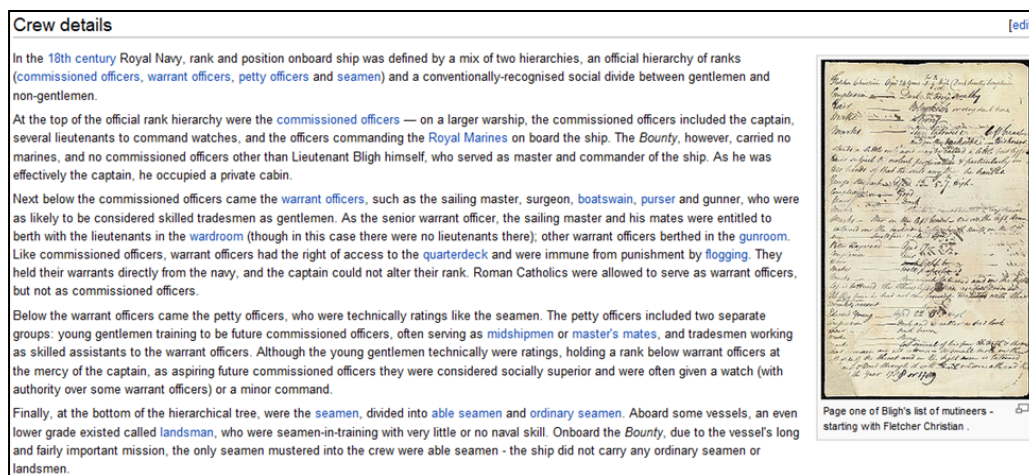 Crew details
[edi
In the 18th century Royal Navy, rank and position onboard ship was defined by a mix of two hierarchies, an official hierarchy of ranks
(commissioned officers, warrant officers, petty officers and seamen) and a conventionally-recognised social divide between gentlemen and
non-gentlemen.
At the top of the official rank hierarchy were the commissioned officers — on a larger warship, the commissioned officers included the captain,
several lieutenants to command watches, and the officers commanding the Royal Marines on board the ship. The Bounty, however, carried no
marines, and no commissioned officers other than Lieutenant Bligh himself, who served as master and commander of the ship. As he was
effectively the captain, he occupied a private cabin.
Next below the commissioned officers came the warrant officers, such as the sailing master, surgeon, boatswain, purser and gunner, who were
as likely to be considered skilled tradesmen as gentlemen. As the senior warrant officer, the sailing master and his mates were entitled to
berth with the lieutenants in the wardroom (though in this case there were no lieutenants there); other warrant officers berthed in the gunroom.
Like commissioned officers, warrant officers had the right of access to the quarterdeck and were immune from punishment by flogging. They
held their warrants directly from the navy, and the captain could not alter their rank. Roman Catholics were allowed to serve as warrant officers,
but not as commissioned officers.
Below the warrant officers came the petty officers, who were technically ratings like the seamen. The petty officers included two separate
groups: young gentlemen training to be future commissioned officers, often serving as midshipmen or master's mates, and tradesmen working
as skilled assistants to the warrant officers. Although the young gentlemen technically were ratings, holding a rank below warrant officers at
the mercy of the captain, as aspiring future commissioned officers they were considered socially superior and were often given a watch (with
authority over some warrant officers) or a minor command.
Finally, at the bottom of the hierarchical tree, were the seamen, divided into able seamen and ordinary seamen. Aboard some vessels, an even
lower grade existed called landsman, who were seamen-in-training with very little or no naval skill. Onboard the Bounty, due to the vessel's long
and fairly important mission, the only seamen mustered into the crew were able seamen - the ship did not carry any ordinary seamen or
landsmen.
Fletcher Christian Aged
Page one of Bligh's list of mutineers -
starting with Fletcher Christian .